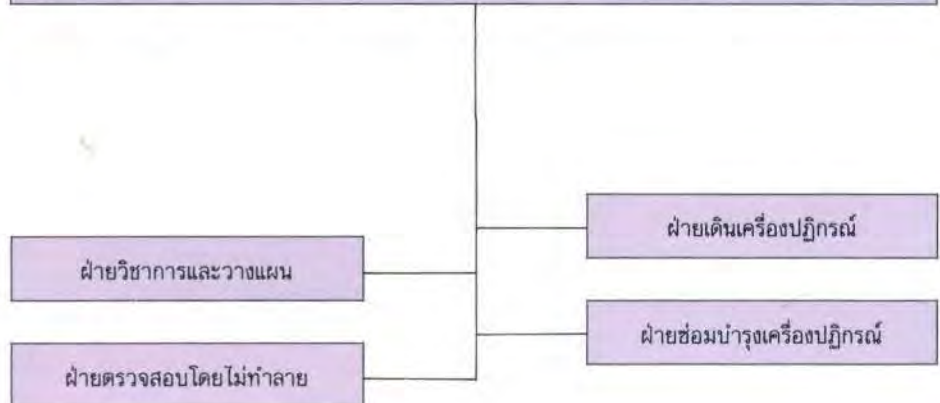 ฝ่ายเดินเครื่องปฏิกรณ์
ฝ่ายวิชาการและวางแผน
ฝ่ายซ่อมบำรุงเครื่องปฏิกรณ์
ฝ่ายตรวจสอบโดยไม่ทำลาย